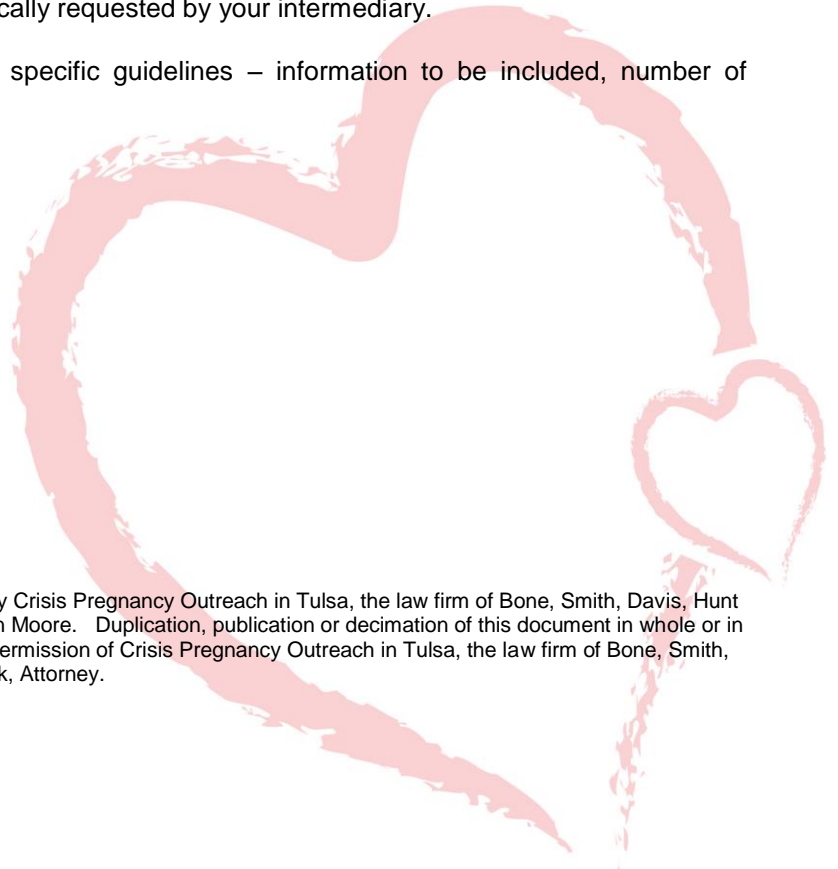 cally requested by your intermediary.
specific guidelines – information to be included, number of
y Crisis Pregnancy Outreach in Tulsa, the law firm of Bone, Smith, Davis, Hunt
n Moore. Duplication, publication or decimation of this document in whole or in
ermission of Crisis Pregnancy Outreach in Tulsa, the law firm of Bone, Smith,
k, Attorney.